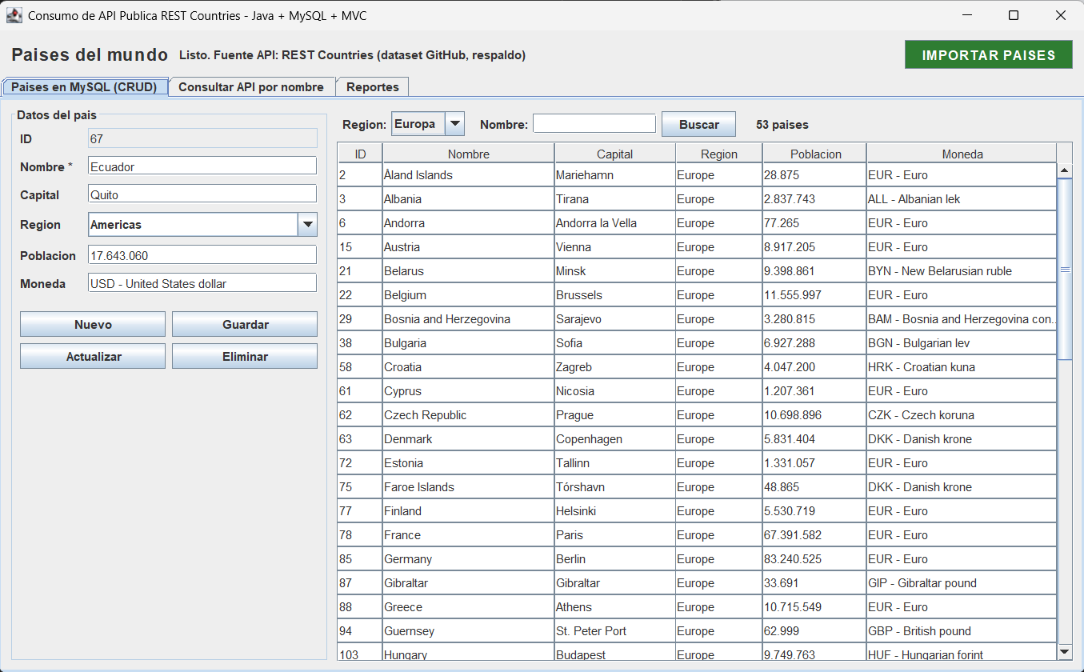 Consumo de API Publica REST Countries - Java + MySQL + MVC
Paises del mundo Listo. Fuente API: REST Countries (dataset GitHub, respaldo) IMPORTAR PAISES
Paises en MySQL (CRUD) Consultar API por nombre Reportes
Datos del pais
ID 67
Nombre * Ecuador
Capital Quito
Region Americas
Poblacion 17.643.060
Moneda USD - United States dollar
Nuevo Guardar
Actualizar Eliminar
Region: Europa Nombre: Buscar 53 paises
ID Nombre Capital Region Poblacion Moneda
2 Åland Islands Mariehamn Europe 28.875 EUR - Euro
3 Albania Tirana Europe 2.837.743 ALL - Albanian lek
6 Andorra Andorra la Vella Europe 77.265 EUR - Euro
15 Austria Vienna Europe 8.917.205 EUR - Euro
21 Belarus Minsk Europe 9.398.861 BYN - New Belarusian ruble
22 Belgium Brussels Europe 11.555.997 EUR - Euro
29 Bosnia and Herzegovina Sarajevo Europe 3.280.815 BAM - Bosnia and Herzegovina con...
38 Bulgaria Sofia Europe 6.927.288 BGN - Bulgarian lev
58 Croatia Zagreb Europe 4.047.200 HRK - Croatian kuna
61 Cyprus Nicosia Europe 1.207.361 EUR - Euro
62 Czech Republic Prague Europe 10.698.896 CZK - Czech koruna
63 Denmark Copenhagen Europe 5.831.404 DKK - Danish krone
72 Estonia Tallinn Europe 1.331.057 EUR - Euro
75 Faroe Islands Tórshavn Europe 48.865 DKK - Danish krone
77 Finland Helsinki Europe 5.530.719 EUR - Euro
78 France Paris Europe 67.391.582 EUR - Euro
85 Germany Berlin Europe 83.240.525 EUR - Euro
87 Gibraltar Gibraltar Europe 33.691 GIP - Gibraltar pound
88 Greece Athens Europe 10.715.549 EUR - Euro
94 Guernsey St. Peter Port Europe 62.999 GBP - British pound
103 Hungary Budapest Europe 9.749.763 HUF - Hungarian forint